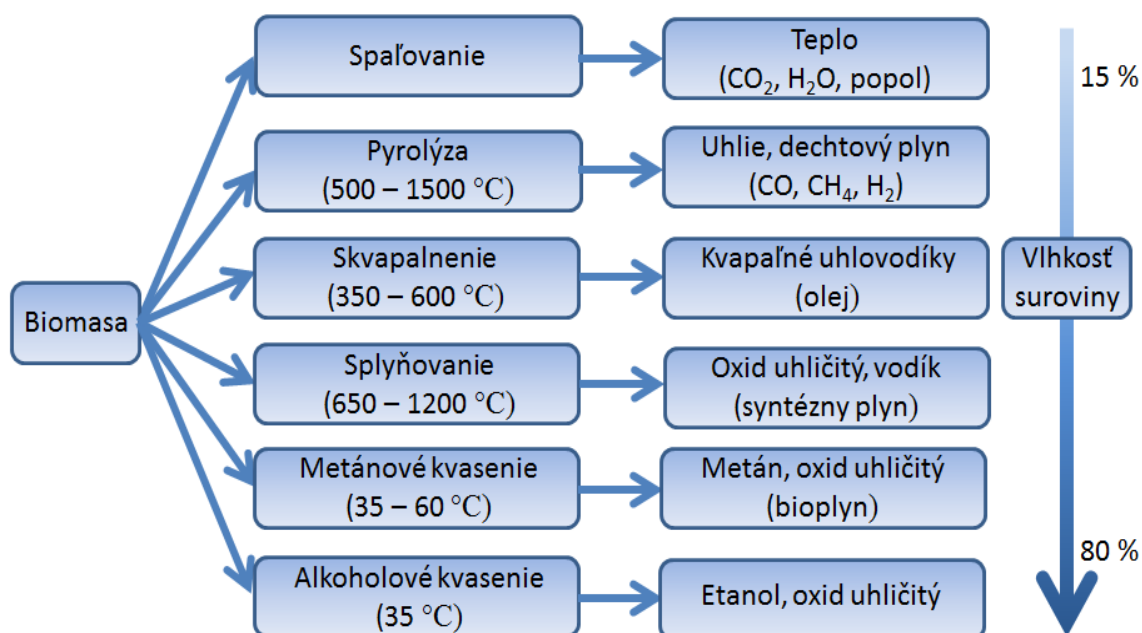 Biomasa
Spaľovanie
Teplo
(CO₂, H₂O, popol)
Pyrolýza
(500 – 1500 °C)
Uhlie, dechtový plyn
(CO, CH₄, H₂)
Skvapalnenie
(350 – 600 °C)
Kvapaľné uhlovodíky
(olej)
Splyňovanie
(650 – 1200 °C)
Oxid uhličitý, vodík
(syntézny plyn)
Metánové kvasenie
(35 – 60 °C)
Metán, oxid uhličitý
(bioplyn)
Alkoholové kvasenie
(35 °C)
Etanol, oxid uhličitý
15 %
Vlhkosť
suroviny
80 %